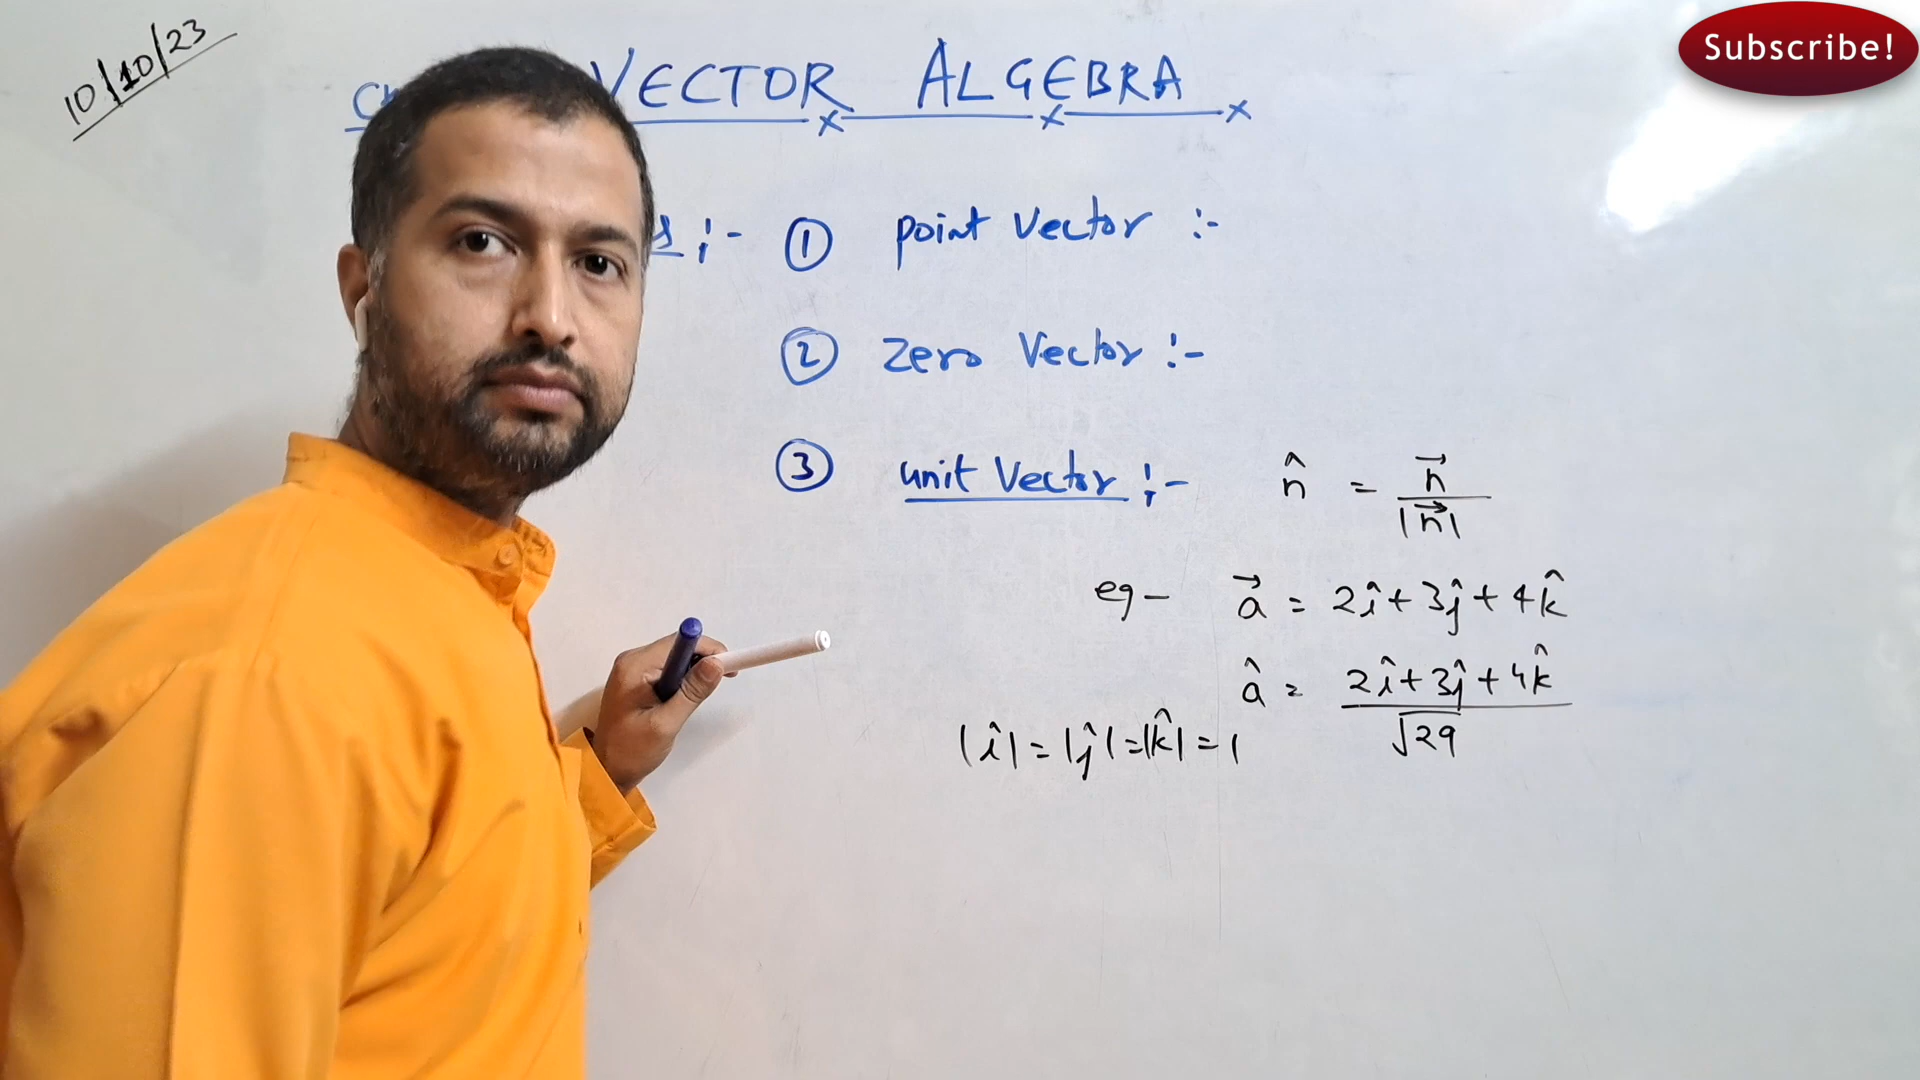 10/10/23
Subscribe!
VECTOR ALGEBRA
:- ① point Vector :-
② zero Vector :-
③ unit Vector :- n̂ = n⃗ / |n⃗|
eg- a⃗ = 2î + 3ĵ + 4k̂
â = 2î + 3ĵ + 4k̂ / √29
|î| = |ĵ| = |k̂| = 1